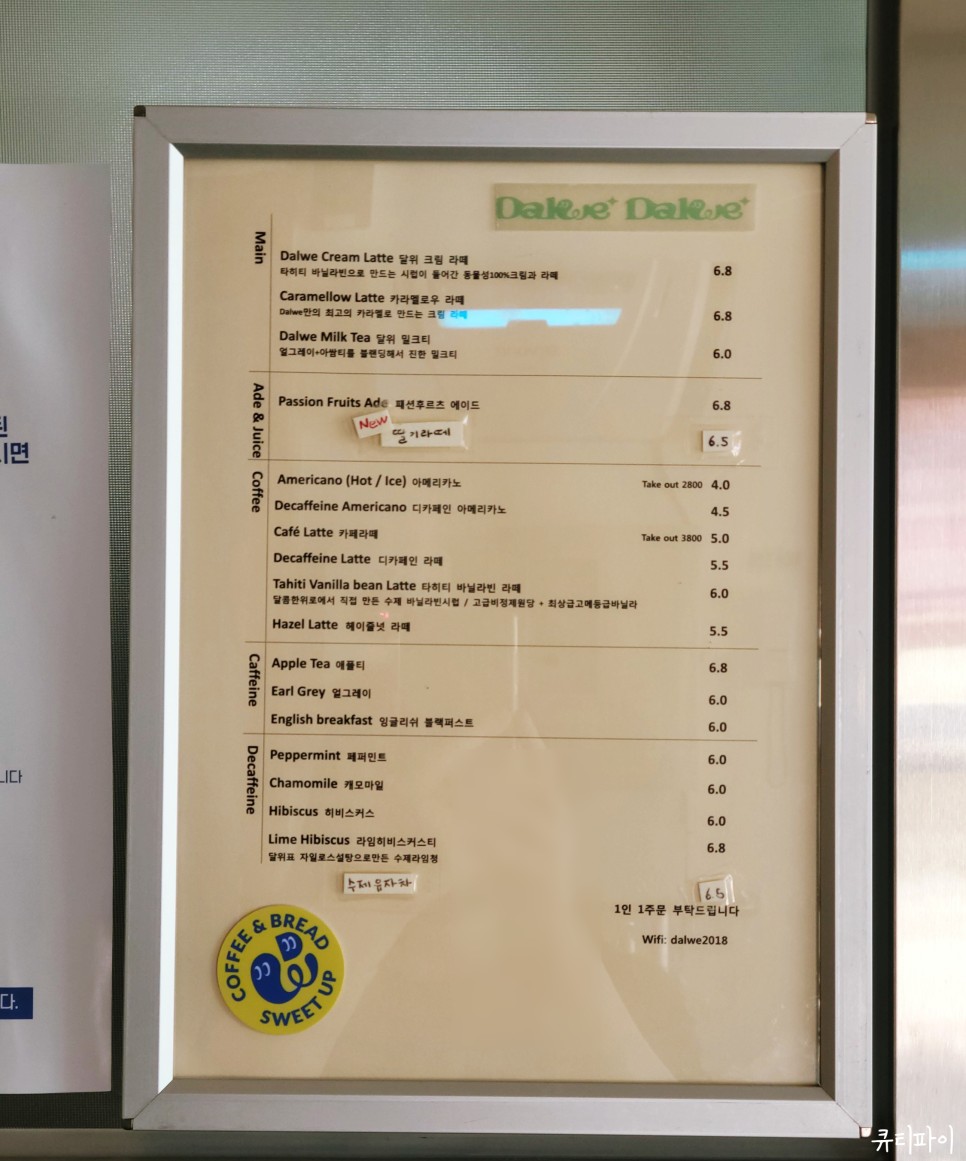 Dalwe Dalwe
Main
Dalwe Cream Latte 달위 크림 라떼
타히티 바닐라빈으로 만드는 시럽이 들어간 동물성100%크림과 라떼
6.8
Caramellow Latte 카라멜로우 라떼
Dalwe만의 최고의 카라멜로 만드는 크림 라떼
6.8
Dalwe Milk Tea 달위 밀크티
얼그레이+아쌈티를 블랜딩해서 진한 밀크티
6.0
Ade & Juice
Passion Fruits Ade 패션후르츠 에이드 6.8
New 딸기라떼 6.5
Coffee
Americano (Hot / Ice) 아메리카노 Take out 2800 4.0
Decaffeine Americano 디카페인 아메리카노 4.5
Café Latte 카페라떼 Take out 3800 5.0
Decaffeine Latte 디카페인 라떼 5.5
Tahiti Vanilla bean Latte 타히티 바닐라빈 라떼 6.0
달콤한위로에서 직접 만든 수제 바닐라빈시럽 / 고급비정제원당 + 최상급고메등급바닐라
Hazel Latte 헤이즐넛 라떼 5.5
Caffeine
Apple Tea 애플티 6.8
Earl Grey 얼그레이 6.0
English breakfast 잉글리쉬 블랙퍼스트 6.0
Decaffeine
Peppermint 페퍼민트 6.0
Chamomile 캐모마일 6.0
Hibiscus 히비스커스 6.0
Lime Hibiscus 라임히비스커스티 6.8
달위표 자일로스설탕으로만든 수제라임청
수제유자차 6.5
1인 1주문 부탁드립니다
Wifi: dalwe2018
COFFEE & BREAD
SWEET UP
시면
니다
다.
큐티파이